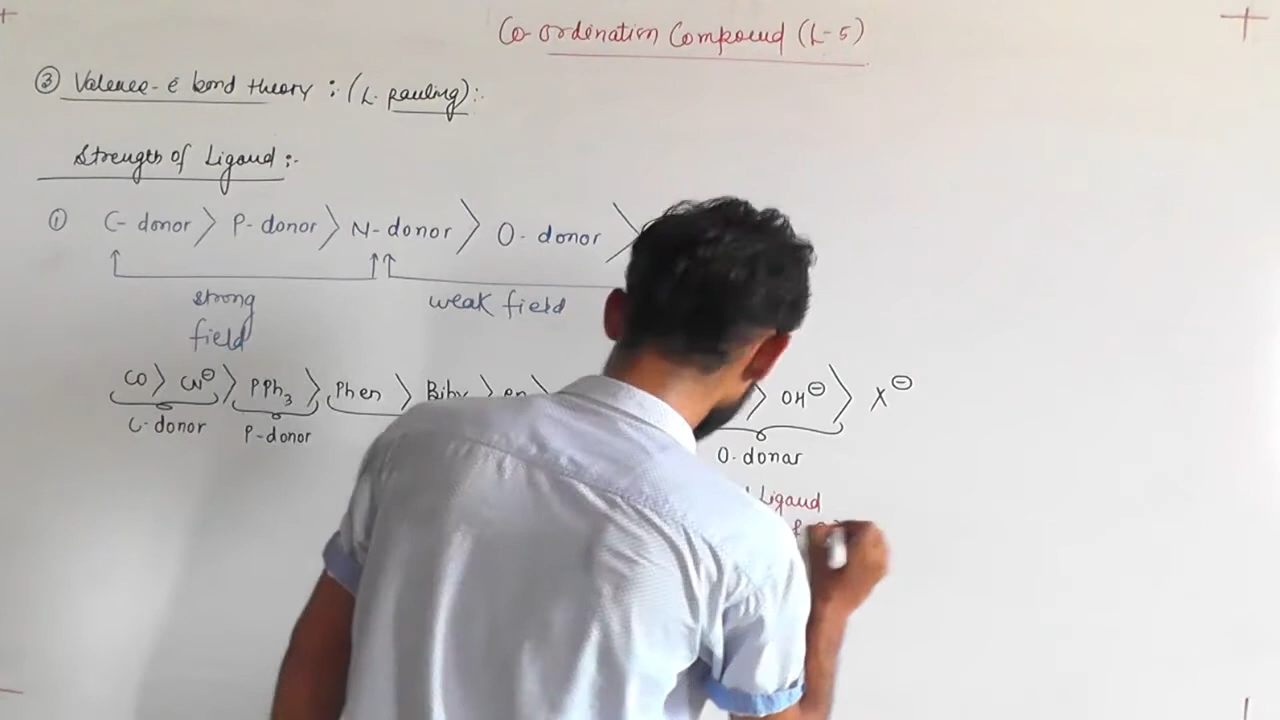 Co-ordination Compound (L-5)
③ Valence-e bond theory :(L. pauling):-
Strength of Ligand :-
① C-donor > P-donor > N-donor > O-donor >
strong field
weak field
CO > CN⊖ > PPh₃ > Phen > Bipy > en > > OH⊖ > X⊖
C-donor P-donor O.donar
Ligand